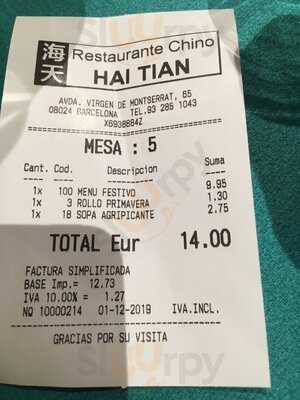 海天
Restaurante Chino
HAI TIAN
AVDA. VIRGEN DE MONTSERRAT, 65
08024 BARCELONA TEL.93 285 1043
X6938884Z
MESA : 5
Cant. Cod. Descripcion Suma
1x 100 MENU FESTIVO 9.95
1x 3 ROLLO PRIMAVERA 1.30
1x 18 SOPA AGRIPICANTE 2.75
TOTAL Eur 14.00
FACTURA SIMPLIFICADA
BASE Imp.= 12.73
IVA 10.00% = 1.27
NQ 10000214 01-12-2019 IVA.INCL.
GRACIAS POR SU VISITA